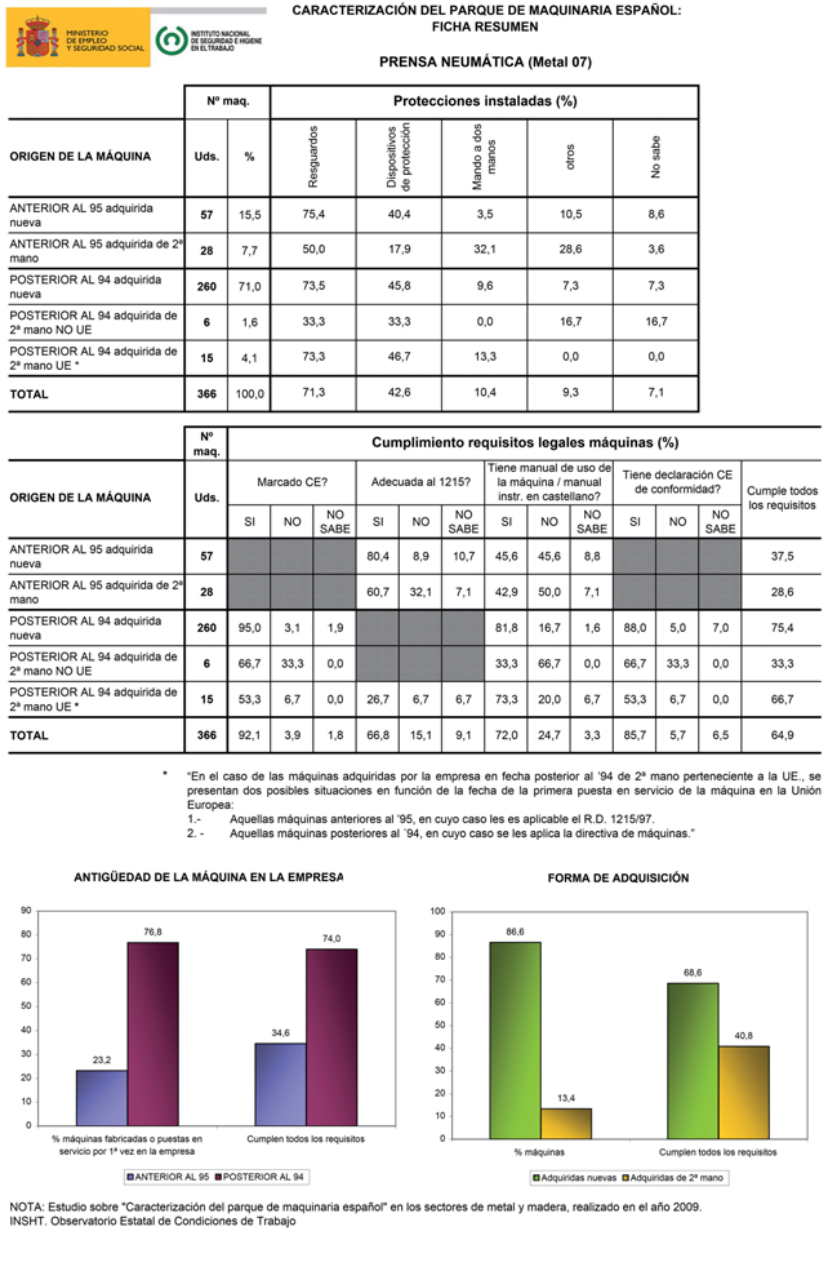 MINISTERIO
DE EMPLEO
Y SEGURIDAD SOCIAL
INSTITUTO NACIONAL
DE SEGURIDAD E HIGIENE
EN EL TRABAJO
CARACTERIZACIÓN DEL PARQUE DE MAQUINARIA ESPAÑOL:
FICHA RESUMEN
PRENSA NEUMÁTICA (Metal 07)
Nº maq. Protecciones instaladas (%)
ORIGEN DE LA MÁQUINA Uds. % Resguardos Dispositivos de protección Mando a dos manos otros No sabe
ANTERIOR AL 95 adquirida nueva 57 15,5 75,4 40,4 3,5 10,5 8,6
ANTERIOR AL 95 adquirida de 2ª mano 28 7,7 50,0 17,9 32,1 28,6 3,6
POSTERIOR AL 94 adquirida nueva 260 71,0 73,5 45,8 9,6 7,3 7,3
POSTERIOR AL 94 adquirida de 2ª mano NO UE 6 1,6 33,3 33,3 0,0 16,7 16,7
POSTERIOR AL 94 adquirida de 2ª mano UE * 15 4,1 73,3 46,7 13,3 0,0 0,0
TOTAL 366 100,0 71,3 42,6 10,4 9,3 7,1
Nº maq. Cumplimiento requisitos legales máquinas (%)
ORIGEN DE LA MÁQUINA Uds. Marcado CE? Adecuada al 1215? Tiene manual de uso de la máquina / manual instr. en castellano? Tiene declaración CE de conformidad? Cumple todos los requisitos
SI NO NO SABE SI NO NO SABE SI NO NO SABE SI NO NO SABE
ANTERIOR AL 95 adquirida nueva 57 80,4 8,9 10,7 45,6 45,6 8,8 37,5
ANTERIOR AL 95 adquirida de 2ª mano 28 60,7 32,1 7,1 42,9 50,0 7,1 28,6
POSTERIOR AL 94 adquirida nueva 260 95,0 3,1 1,9 81,8 16,7 1,6 88,0 5,0 7,0 75,4
POSTERIOR AL 94 adquirida de 2ª mano NO UE 6 66,7 33,3 0,0 33,3 66,7 0,0 66,7 33,3 0,0 33,3
POSTERIOR AL 94 adquirida de 2ª mano UE * 15 53,3 6,7 0,0 26,7 6,7 6,7 73,3 20,0 6,7 53,3 6,7 0,0 66,7
TOTAL 366 92,1 3,9 1,8 66,8 15,1 9,1 72,0 24,7 3,3 85,7 5,7 6,5 64,9
* "En el caso de las máquinas adquiridas por la empresa en fecha posterior al '94 de 2ª mano perteneciente a la UE., se
presentan dos posibles situaciones en función de la fecha de la primera puesta en servicio de la máquina en la Unión
Europea:
1.- Aquellas máquinas anteriores al '95, en cuyo caso les es aplicable el R.D. 1215/97.
2. - Aquellas máquinas posteriores al ´94, en cuyo caso se les aplica la directiva de máquinas."
ANTIGÜEDAD DE LA MÁQUINA EN LA EMPRESA
90
80
70
60
50
40
30
20
10
0
23,2
76,8
34,6
74,0
% máquinas fabricadas o puestas en servicio por 1ª vez en la empresa
Cumplen todos los requisitos
ANTERIOR AL 95 POSTERIOR AL 94
FORMA DE ADQUISICIÓN
100
90
80
70
60
50
40
30
20
10
0
86,6
13,4
68,6
40,8
% máquinas
Cumplen todos los requisitos
Adquiridas nuevas Adquiridas de 2ª mano
NOTA: Estudio sobre "Caracterización del parque de maquinaria español" en los sectores de metal y madera, realizado en el año 2009.
INSHT. Observatorio Estatal de Condiciones de Trabajo